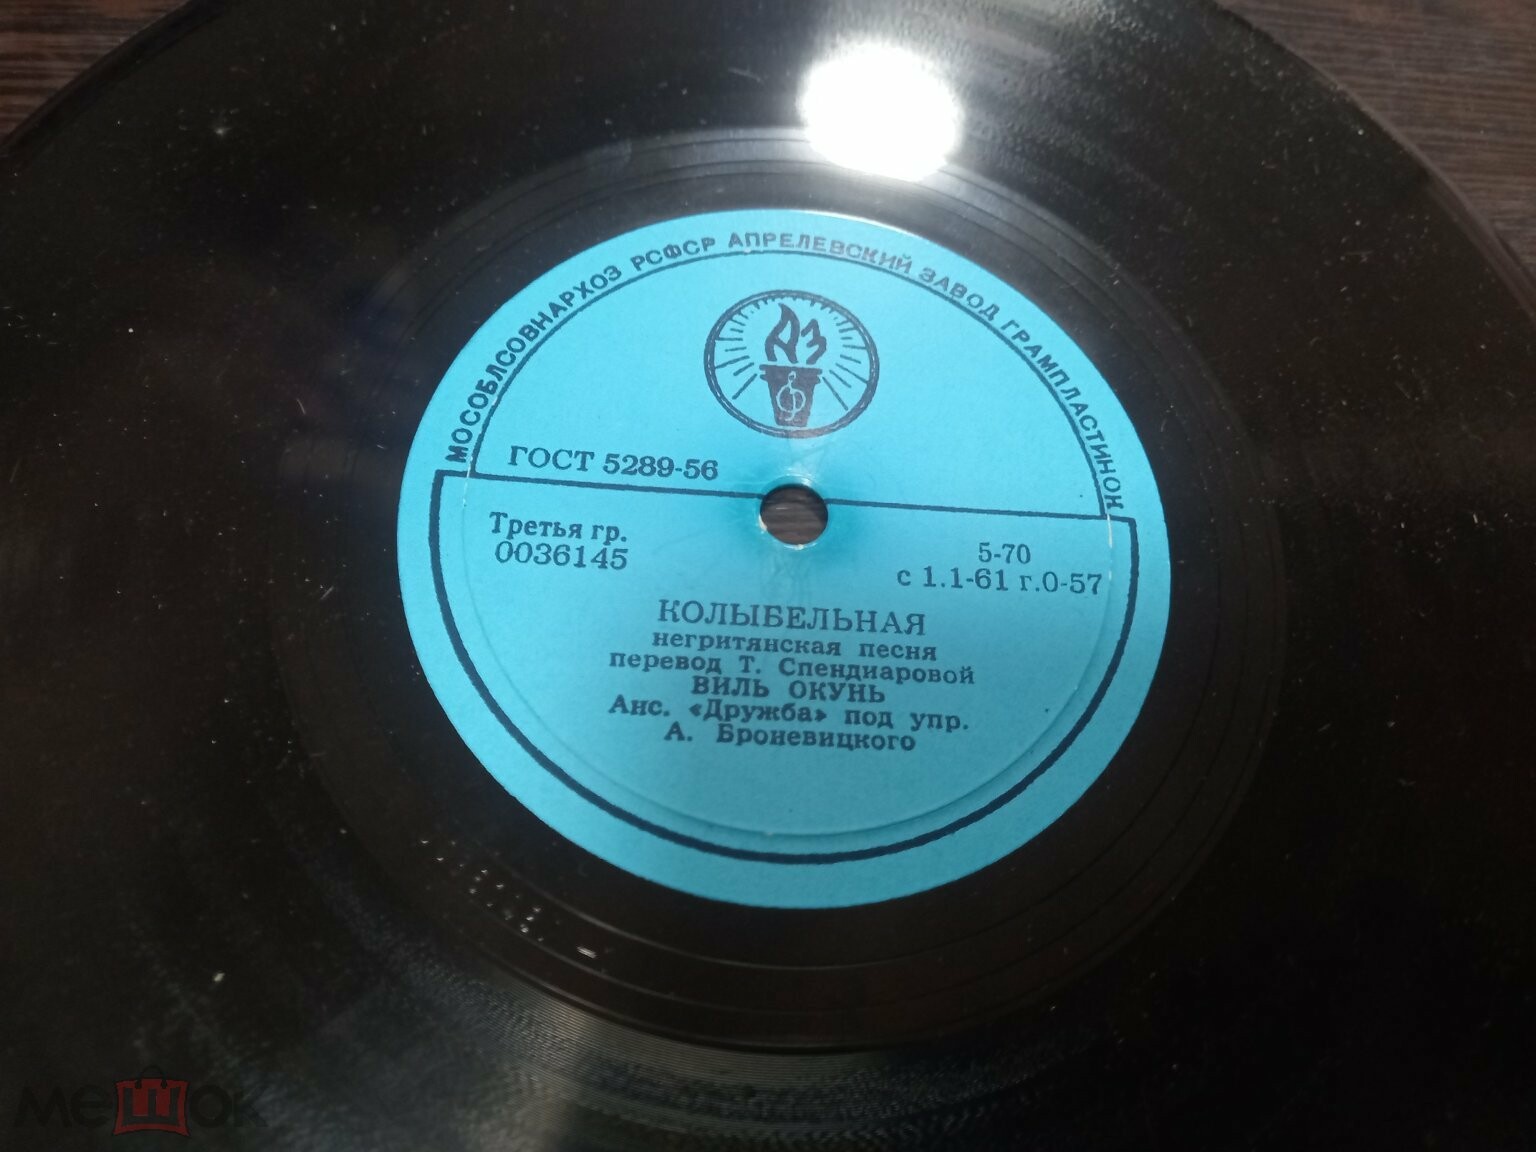 МОСОБЛСОВНАРХОЗ РСФСР АПРЕЛЕВСКИЙ ЗАВОД ГРАМПЛАСТИНОК
АЗ
ГОСТ 5289-56
Третья гр.
0036145
5-70
с 1.1-61 г.0-57
КОЛЫБЕЛЬНАЯ
негритянская песня
перевод Т. Спендиаровой
ВИЛЬ ОКУНЬ
Анс. «Дружба» под упр.
А. Броневицкого
мешок